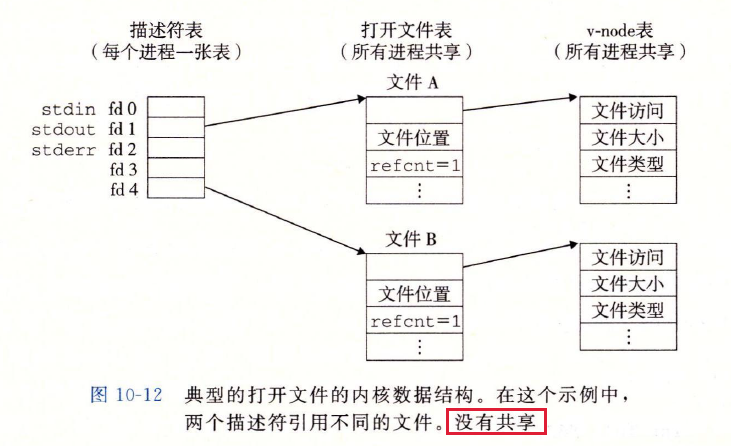 描述符表
(每个进程一张表)
打开文件表
(所有进程共享)
v-node表
(所有进程共享)
stdin fd 0
stdout fd 1
stderr fd 2
fd 3
fd 4
文件 A
文件位置
refcnt=1
⋮
文件访问
文件大小
文件类型
⋮
文件 B
文件位置
refcnt=1
⋮
文件访问
文件大小
文件类型
⋮
图 10-12 典型的打开文件的内核数据结构。在这个示例中，
两个描述符引用不同的文件。没有共享